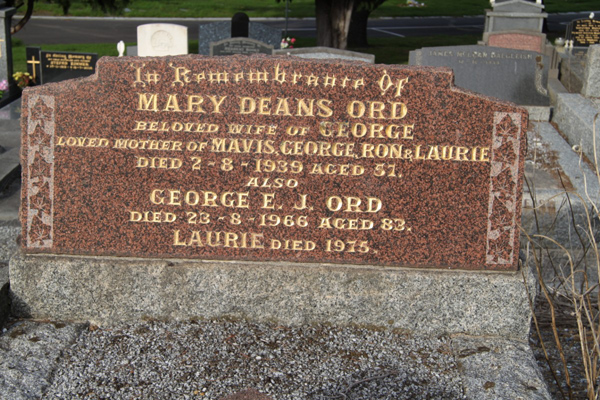 In Remembrance Of
MARY DEANS ORD
BELOVED WIFE OF GEORGE
LOVED MOTHER OF MAVIS, GEORGE, RON & LAURIE
DIED 2-8-1939 AGED 57.
ALSO
GEORGE E. J. ORD
DIED 23-8-1966 AGED 83.
LAURIE DIED 1975.